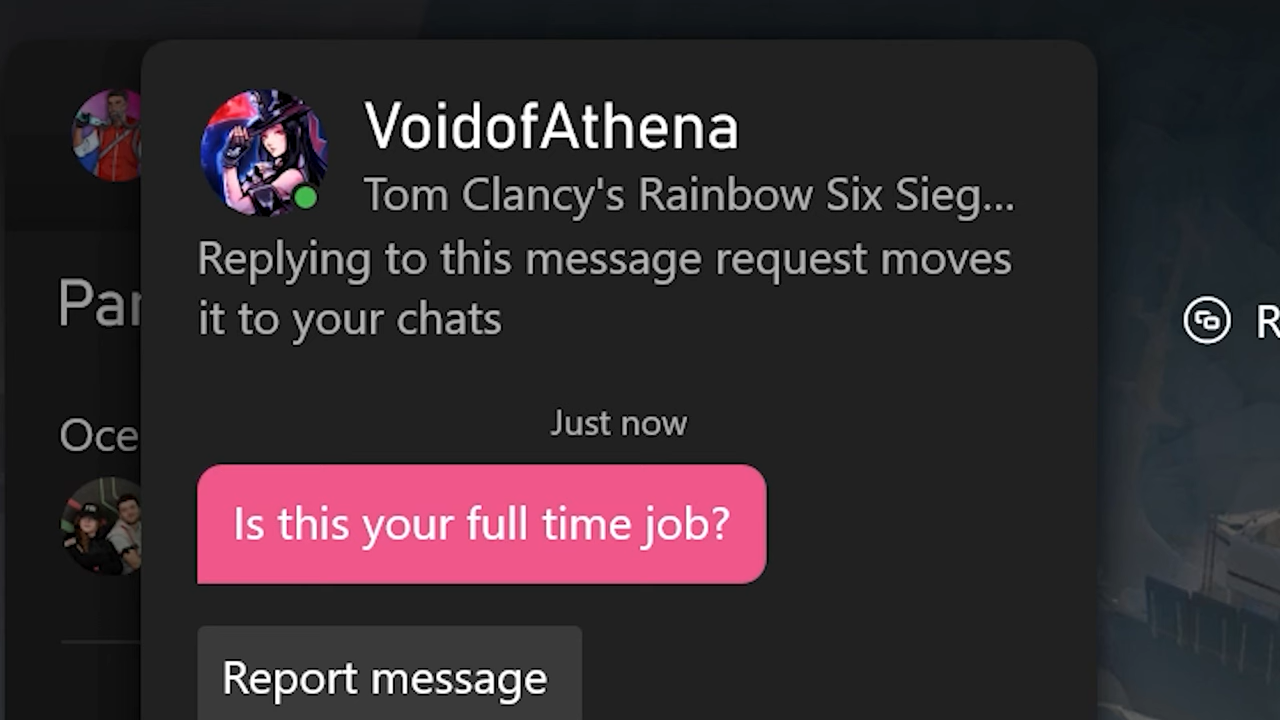 VoidofAthena
Tom Clancy's Rainbow Six Sieg...
Replying to this message request moves
it to your chats
Par
Oce
R
Just now
Is this your full time job?
Report message